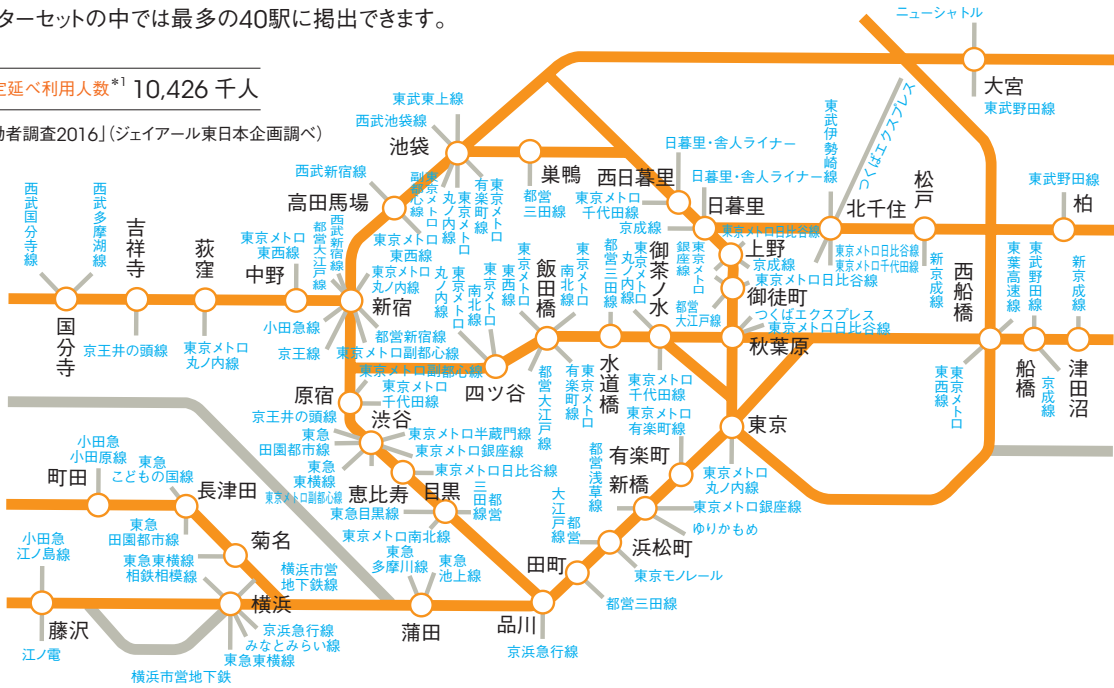 ターセットの中では最多の40駅に掲出できます。
定延べ利用人数*1 10,426 千人
動者調査2016」(ジェイアール東日本企画調べ)
ニューシャトル
大宮
東武野田線
東武東上線
西武池袋線
池袋
副都心線
東京メトロ
丸ノ内線
東京メトロ
有楽町線
東京メトロ
巣鴨
都営
三田線
西武新宿線
高田馬場
東京メトロ
東西線
日暮里・舎人ライナー
西日暮里
東京メトロ
千代田線
日暮里・舎人ライナー
日暮里
京成線
東武伊勢崎線
つくばエクスプレス
北千住
東京メトロ日比谷線
東京メトロ日比谷線
東京メトロ千代田線
松戸
新京成線
東武野田線
柏
上野
銀座線
東京メトロ
京成線
東京メトロ日比谷線
御徒町
都営
大江戸線
つくばエクスプレス
東京メトロ日比谷線
秋葉原
西武国分寺線
西武多摩湖線
国分寺
吉祥寺
京王井の頭線
荻窪
東京メトロ
丸ノ内線
東京メトロ
東西線
中野
都営大江戸線
西武新宿線
東京メトロ
丸ノ内線
新宿
小田急線
京王線
都営新宿線
東京メトロ副都心線
丸ノ内線
東京メトロ
南北線
東京メトロ
四ツ谷
東西線
東京メトロ
飯田橋
南北線
東京メトロ
都営大江戸線
有楽町線
東京メトロ
都営三田線
水道橋
丸ノ内線
東京メトロ
御茶ノ水
東京メトロ
千代田線
西船橋
東西線
東京メトロ
東葉高速線
東武野田線
船橋
京成線
新京成線
津田沼
東京メトロ副都心線
東京メトロ
千代田線
原宿
京王井の頭線
渋谷
東急
田園都市線
東急
東横線
東京メトロ副都心線
東京メトロ半蔵門線
東京メトロ銀座線
東京メトロ日比谷線
恵比寿
東急目黒線
目黒
三田線
都営
東京メトロ南北線
東京
東京メトロ
丸ノ内線
東京メトロ
有楽町線
有楽町
都営浅草線
新橋
東京メトロ銀座線
ゆりかもめ
大江戸線
都営
浜松町
東京モノレール
田町
都営三田線
品川
京浜急行線
東急
多摩川線
東急
池上線
蒲田
小田急
小田原線
町田
東急
こどもの国線
長津田
東急
田園都市線
菊名
東急東横線
相鉄相模線
横浜市営
地下鉄線
横浜
京浜急行線
みなとみらい線
東急東横線
横浜市営地下鉄
小田急
江ノ島線
藤沢
江ノ電